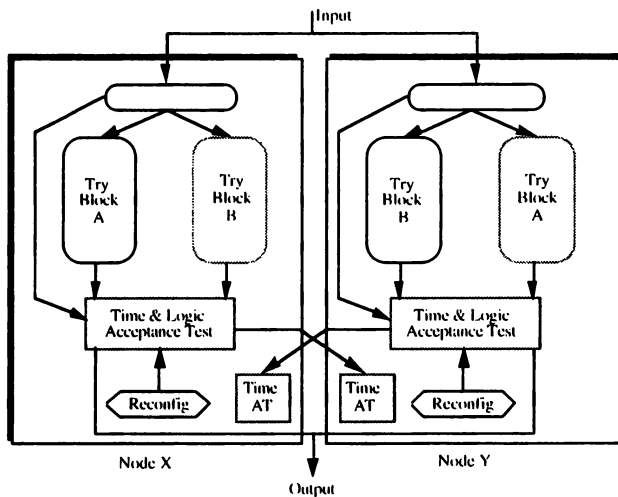 Input
Try
Block
A
Try
Block
B
Try
Block
B
Try
Block
A
Time & Logic
Acceptance Test
Time & Logic
Acceptance Test
Reconfig
Time
AT
Time
AT
Reconfig
Node X
Node Y
Output